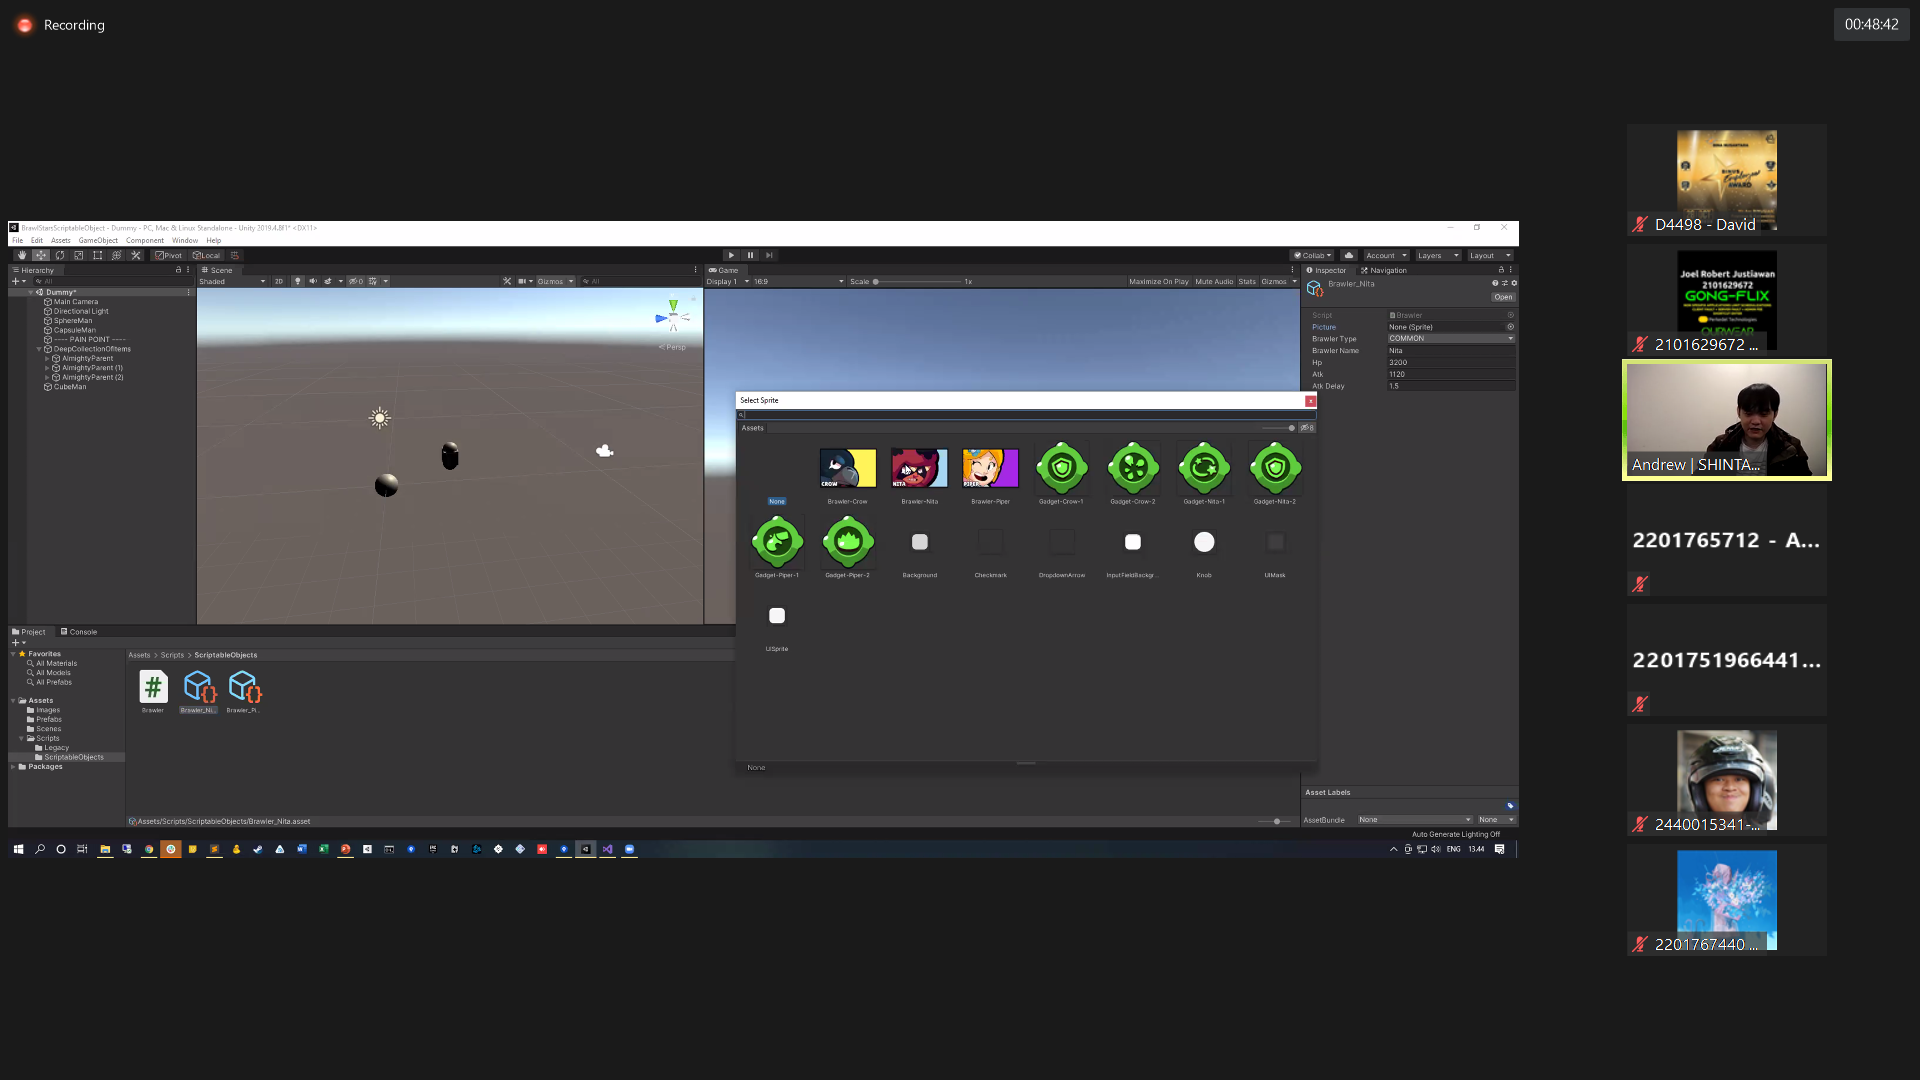 Recording
00:48:42
BrawlStarsScriptableObject - Dummy - PC, Mac & Linux Standalone - Unity 2019.4.8f1* <DX11>
File Edit Assets GameObject Component Window Help
Pivot Local
Collab Account Layers Layout
Hierarchy
All
Dummy*
Main Camera
Directional Light
SphereMan
CapsuleMan
---- PAIN POINT ----
DeepCollectionOfItems
AlmightyParent
AlmightyParent (1)
AlmightyParent (2)
CubeMan
Scene
Shaded 2D 0 Gizmos All
< Persp
Game
Display 1 16:9 Scale 1x Maximize On Play Mute Audio Stats Gizmos
Inspector Navigation
Brawler_Nita
Open
Script Brawler
Picture None (Sprite)
Brawler Type COMMON
Brawler Name Nita
Hp 3200
Atk 1120
Atk Delay 1.5
Select Sprite
Assets 8
CROW NITA PIPER
None Brawler-Crow Brawler-Nita Brawler-Piper Gadget-Crow-1 Gadget-Crow-2 Gadget-Nita-1 Gadget-Nita-2
Gadget-Piper-1 Gadget-Piper-2 Background Checkmark DropdownArrow InputFieldBackgr... Knob UIMask
UISprite
None
Project Console
Favorites
All Materials
All Models
All Prefabs
Assets
Images
Prefabs
Scenes
Scripts
Legacy
ScriptableObjects
Packages
Assets > Scripts > ScriptableObjects
Brawler Brawler_Ni... Brawler_Pi...
Assets/Scripts/ScriptableObjects/Brawler_Nita.asset
Asset Labels
AssetBundle None None
Auto Generate Lighting Off
ENG 13.44
AWARD
D4498 - David
Joel Robert Justiawan
2101629672
GONG-FLIX
2101629672 ...
Andrew | SHINTA...
2201765712 - A...
2201751966441...
2440015341-...
2201767440 ...